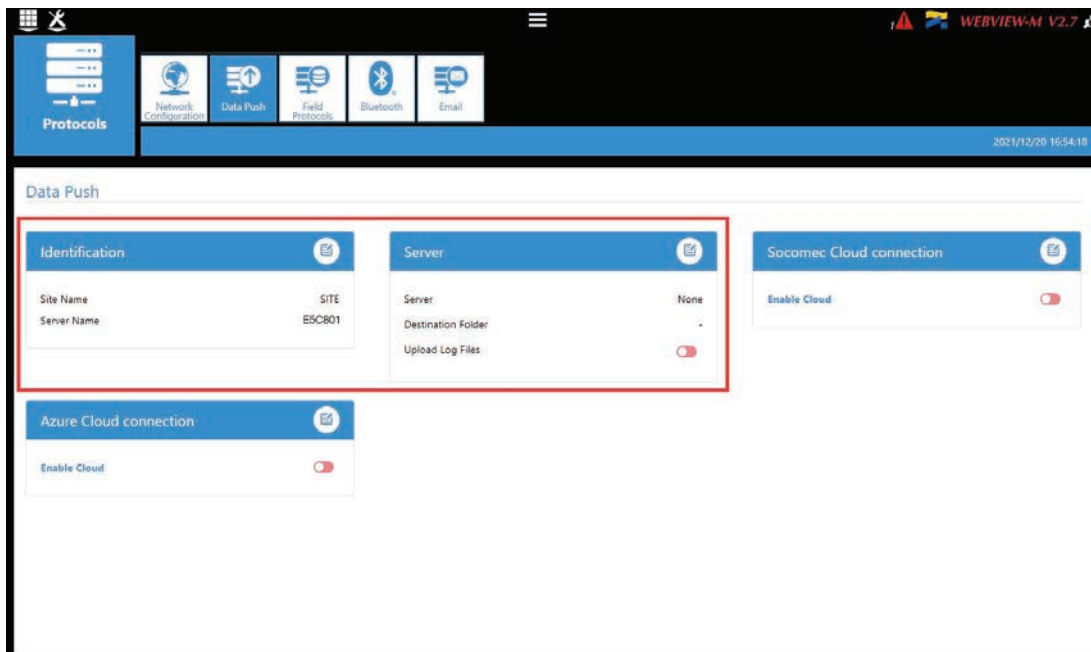 1 WEBVIEW-M V2.7
Protocols
Network Configuration
Data Push
Field Protocols
Bluetooth
Email
2021/12/20 16:54:18
Data Push
Identification
Site Name SITE
Server Name E5C801
Server
Server None
Destination Folder -
Upload Log Files
Socomec Cloud connection
Enable Cloud
Azure Cloud connection
Enable Cloud